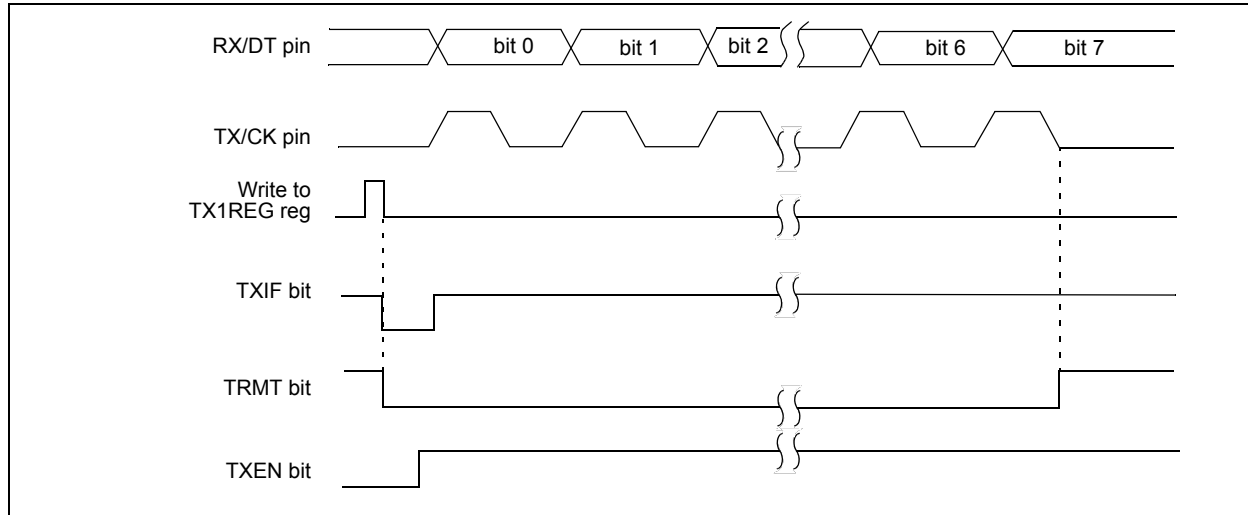 RX/DT pin
bit 0 bit 1 bit 2 bit 6 bit 7
TX/CK pin
Write to
TX1REG reg
TXIF bit
TRMT bit
TXEN bit